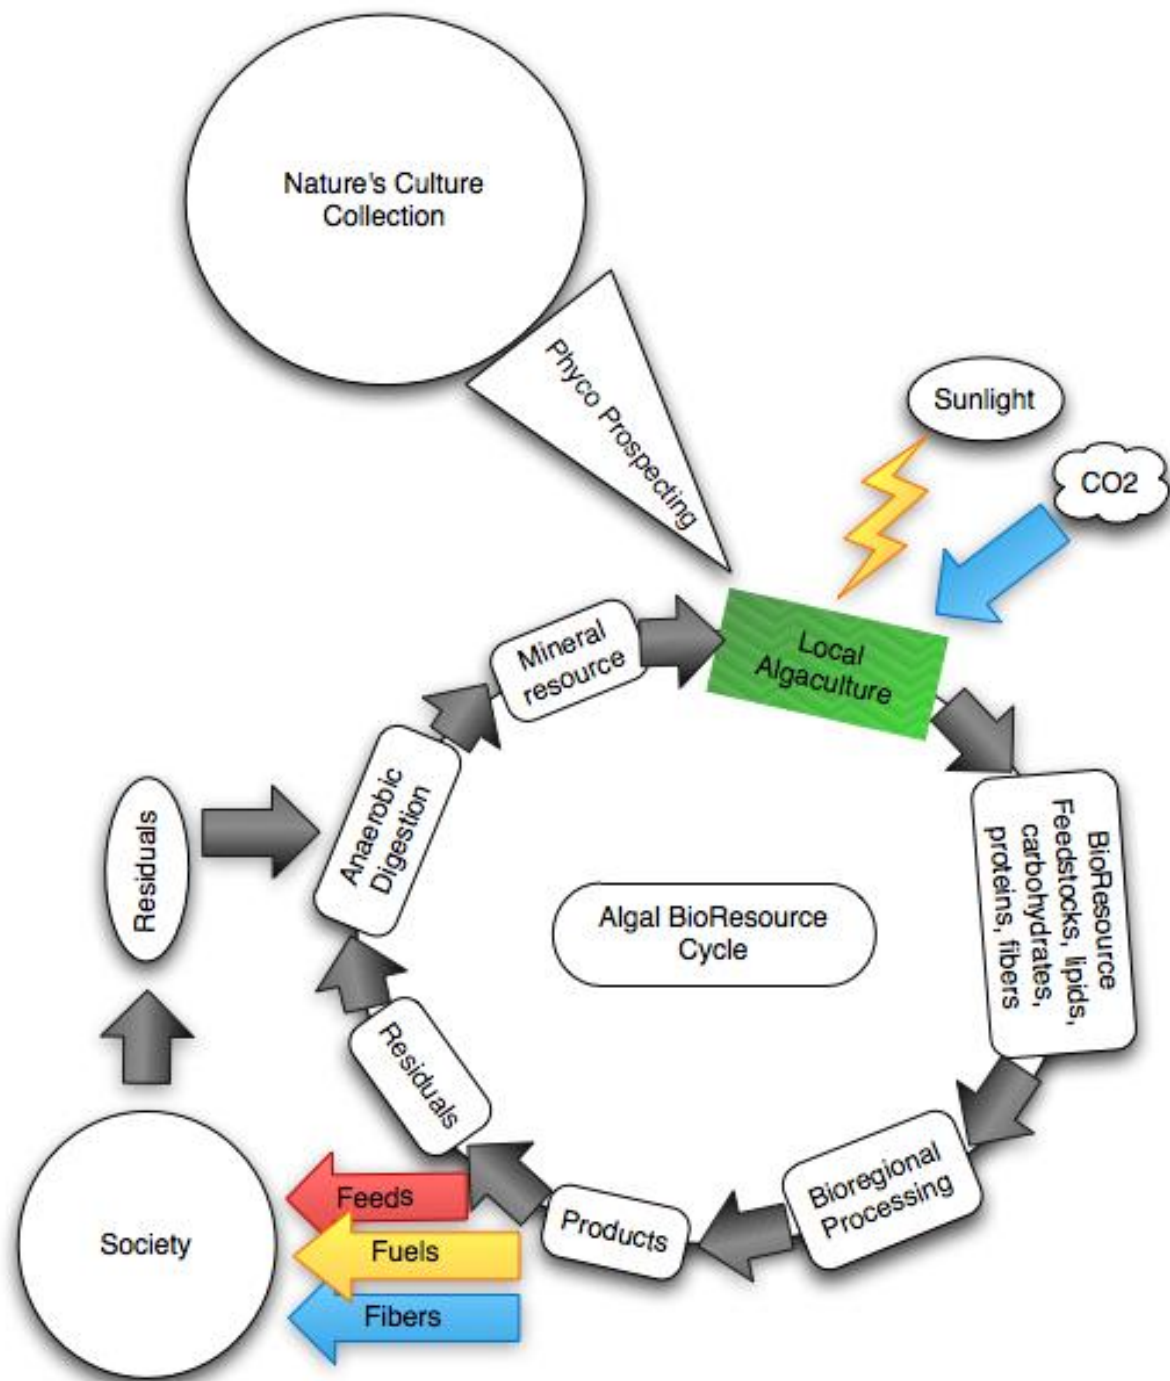 Nature's Culture
Collection
Phyco Prospecting
Sunlight
CO2
Local
Algaculture
Mineral
resource
Anaerobic
Digestion
Residuals
BioResource
Feedstocks, lipids,
carbohydrates,
proteins, fibers
Algal BioResource
Cycle
Residuals
Bioregional
Processing
Products
Feeds
Fuels
Fibers
Society